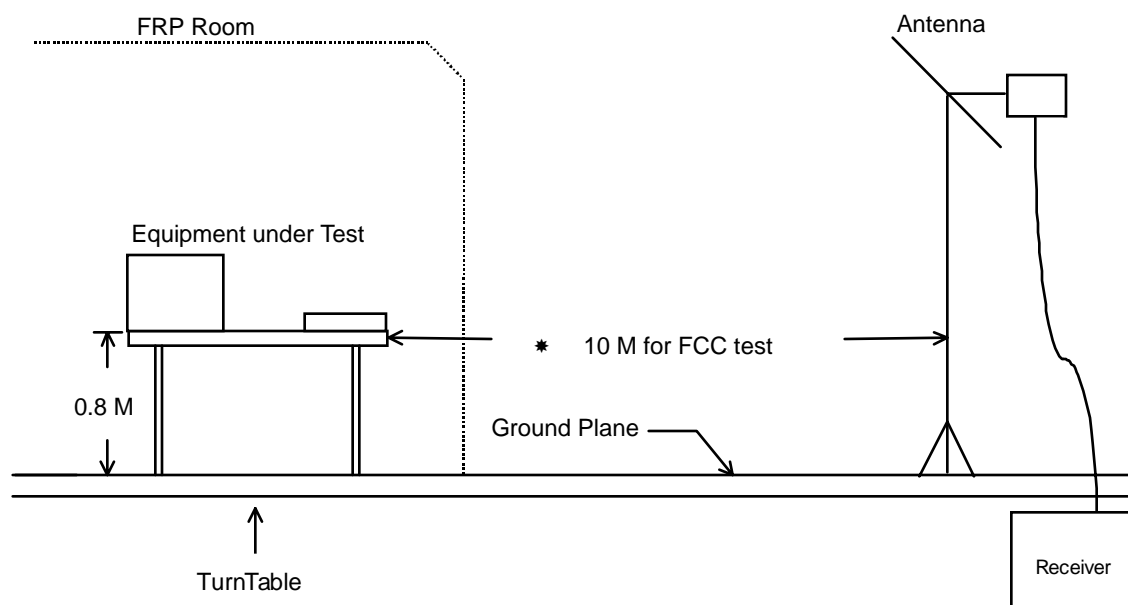 FRP Room
Antenna
Equipment under Test
✷ 10 M for FCC test
0.8 M
Ground Plane
TurnTable
Receiver